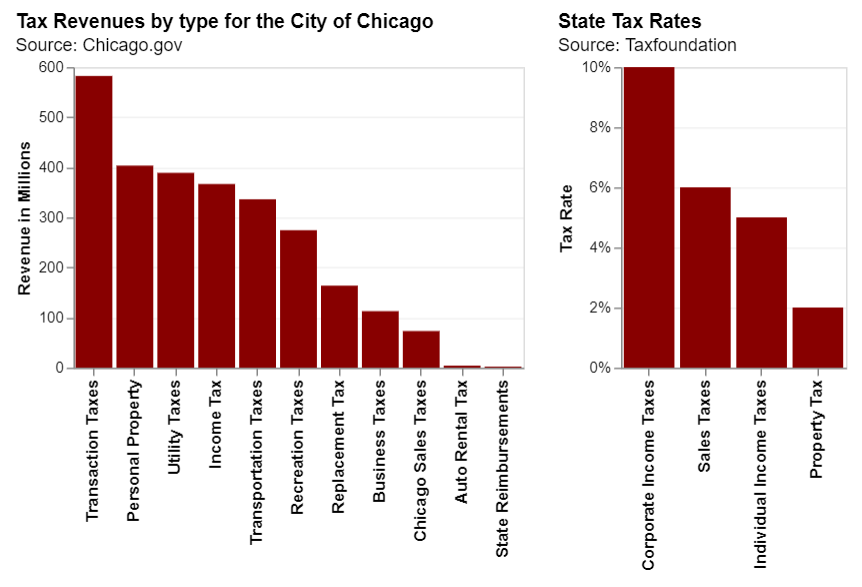 Tax Revenues by type for the City of Chicago
Source: Chicago.gov
600
500
400
300
200
100
0
Revenue in Millions
Transaction Taxes
Personal Property
Utility Taxes
Income Tax
Transportation Taxes
Recreation Taxes
Replacement Tax
Business Taxes
Chicago Sales Taxes
Auto Rental Tax
State Reimbursements
State Tax Rates
Source: Taxfoundation
10%
8%
6%
4%
2%
0%
Tax Rate
Corporate Income Taxes
Sales Taxes
Individual Income Taxes
Property Tax